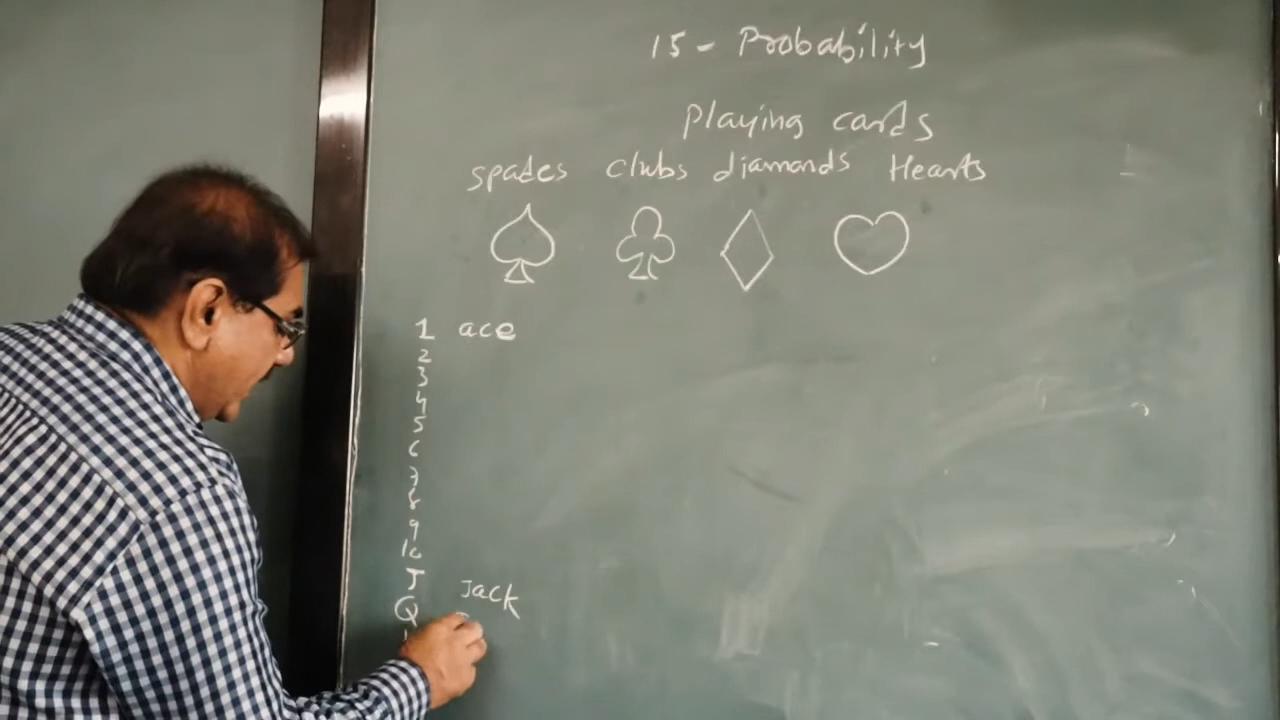 15 - Probability
Playing cards
spades clubs diamonds Hearts
1 ace
2
3
4
5
6
7
8
9
10
J Jack
Q